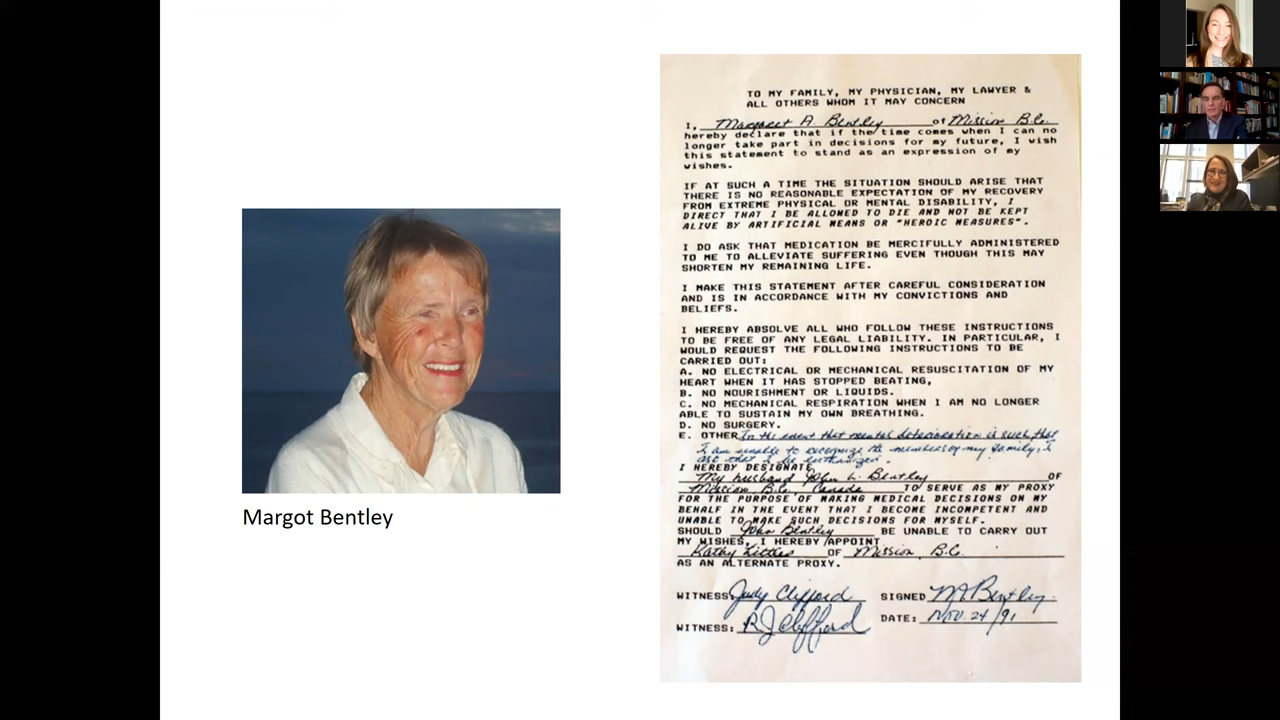 TO MY FAMILY, MY PHYSICIAN, MY LAWYER &
ALL OTHERS WHOM IT MAY CONCERN
I, Margaret A. Bentley of Mission B.C.
hereby declare that if the time comes when I can no
longer take part in decisions for my future, I wish
this statement to stand as an expression of my
wishes.
IF AT SUCH A TIME THE SITUATION SHOULD ARISE THAT
THERE IS NO REASONABLE EXPECTATION OF MY RECOVERY
FROM EXTREME PHYSICAL OR MENTAL DISABILITY, I
DIRECT THAT I BE ALLOWED TO DIE AND NOT BE KEPT
ALIVE BY ARTIFICIAL MEANS OR "HEROIC MEASURES".
I DO ASK THAT MEDICATION BE MERCIFULLY ADMINISTERED
TO ME TO ALLEVIATE SUFFERING EVEN THOUGH THIS MAY
SHORTEN MY REMAINING LIFE.
I MAKE THIS STATEMENT AFTER CAREFUL CONSIDERATION
AND IS IN ACCORDANCE WITH MY CONVICTIONS AND
BELIEFS.
I HEREBY ABSOLVE ALL WHO FOLLOW THESE INSTRUCTIONS
TO BE FREE OF ANY LEGAL LIABILITY. IN PARTICULAR, I
WOULD REQUEST THE FOLLOWING INSTRUCTIONS TO BE
CARRIED OUT:
A. NO ELECTRICAL OR MECHANICAL RESUSCITATION OF MY
HEART WHEN IT HAS STOPPED BEATING,
B. NO NOURISHMENT OR LIQUIDS.
C. NO MECHANICAL RESPIRATION WHEN I AM NO LONGER
ABLE TO SUSTAIN MY OWN BREATHING.
D. NO SURGERY.
E. OTHER In the event that mental deterioration is such that
I am unable to recognize the members of my family, I
ask that I be euthanized.
I HEREBY DESIGNATE
My husband John L. Bentley OF
Mission B.C. Canada TO SERVE AS MY PROXY
FOR THE PURPOSE OF MAKING MEDICAL DECISIONS ON MY
BEHALF IN THE EVENT THAT I BECOME INCOMPETENT AND
UNABLE TO MAKE SUCH DECISIONS FOR MYSELF.
SHOULD John Bentley BE UNABLE TO CARRY OUT
MY WISHES, I HEREBY APPOINT
Kathy OF Mission B.C.
AS AN ALTERNATE PROXY.
WITNESS: Judy Clifford SIGNED M A Bentley
WITNESS: R J Clifford DATE: Nov. 24/91
Margot Bentley